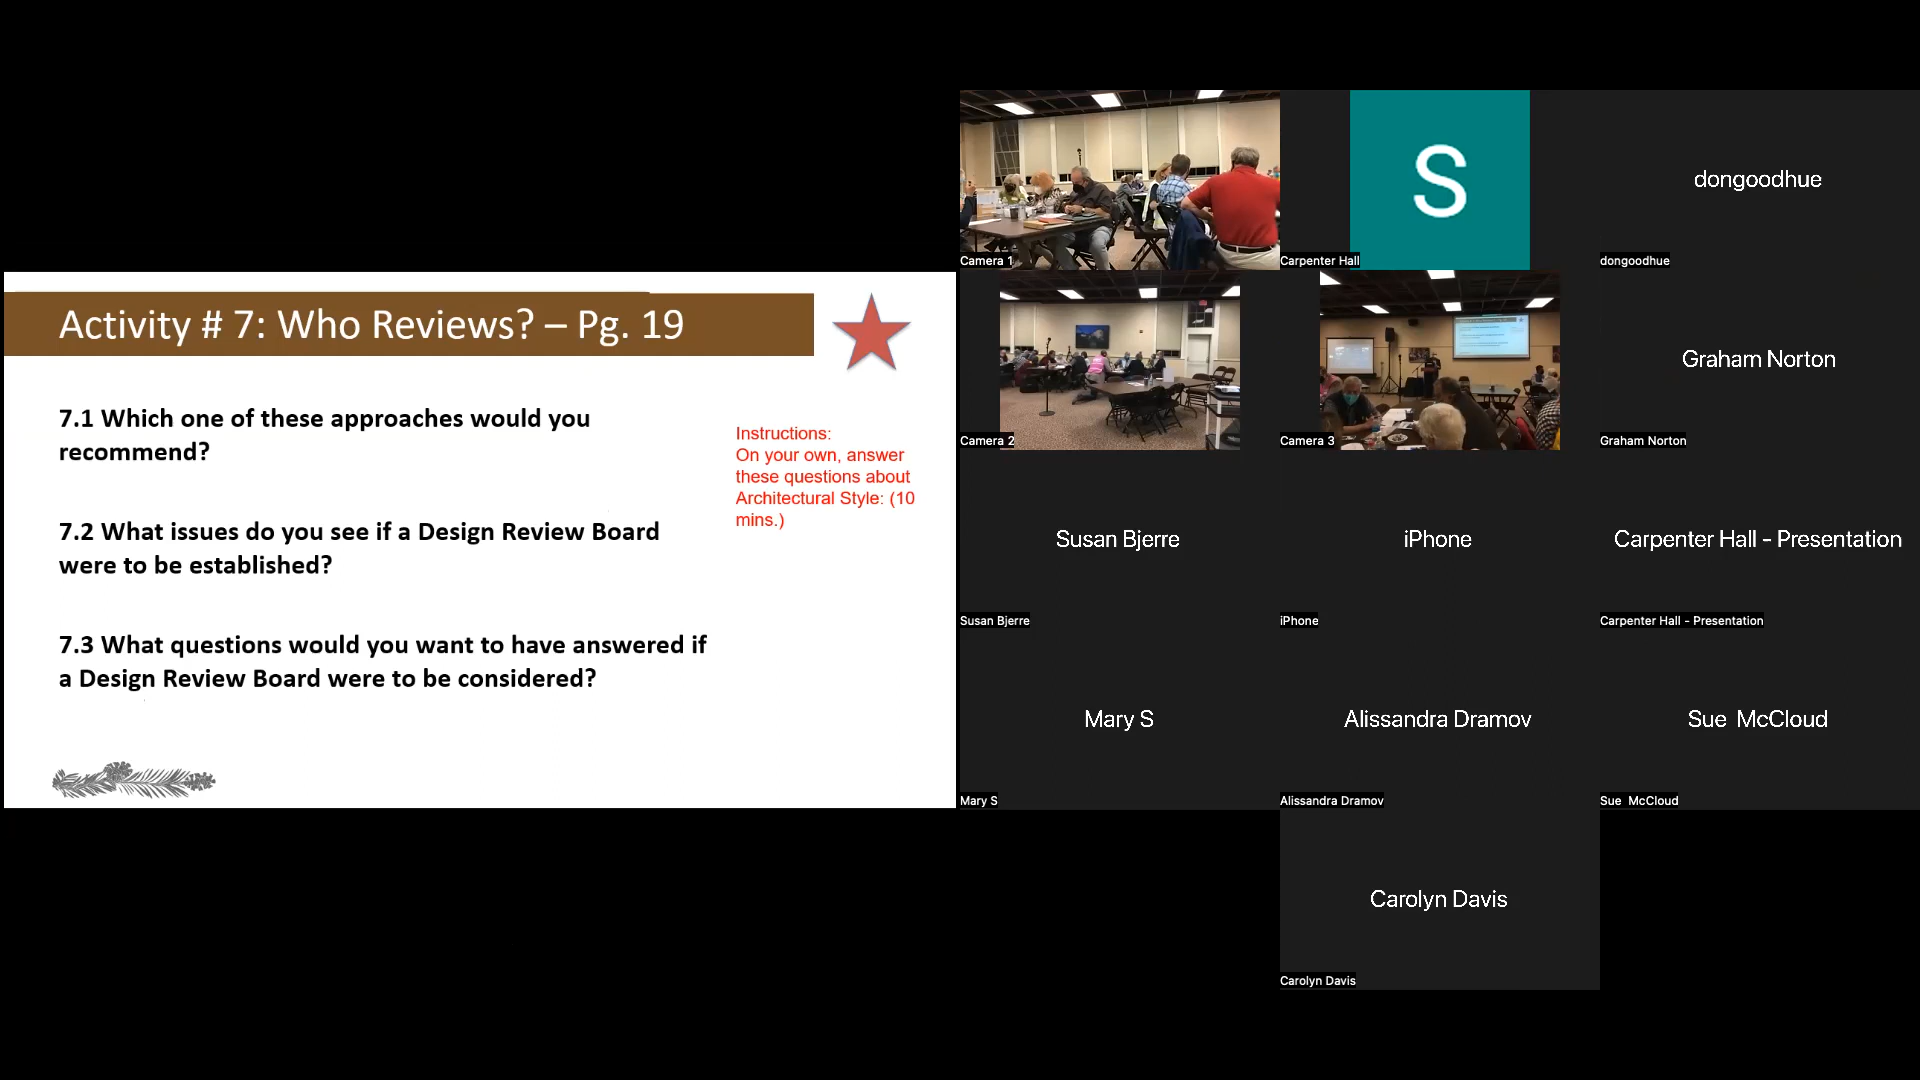 Activity # 7: Who Reviews? – Pg. 19
7.1 Which one of these approaches would you
recommend?
7.2 What issues do you see if a Design Review Board
were to be established?
7.3 What questions would you want to have answered if
a Design Review Board were to be considered?
Instructions:
On your own, answer
these questions about
Architectural Style: (10
mins.)
Camera 1
S
Carpenter Hall
dongoodhue
dongoodhue
Camera 2
Camera 3
Graham Norton
Graham Norton
Susan Bjerre
Susan Bjerre
iPhone
iPhone
Carpenter Hall - Presentation
Carpenter Hall - Presentation
Mary S
Mary S
Alissandra Dramov
Alissandra Dramov
Sue McCloud
Sue McCloud
Carolyn Davis
Carolyn Davis